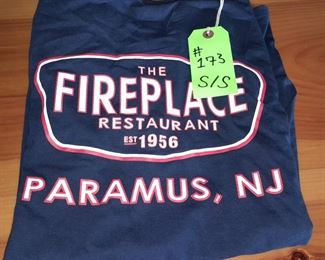 THE
FIREPLACE
RESTAURANT
EST 1956
PARAMUS, NJ
# 173
S/S